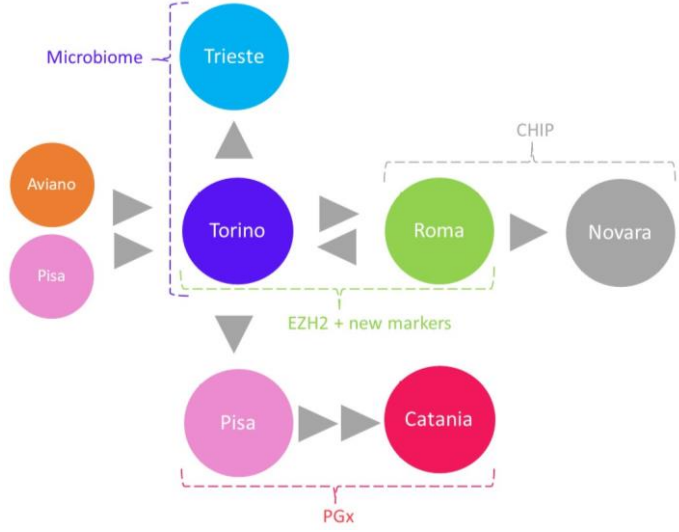 Trieste
Microbiome
CHIP
Aviano
Torino
Roma
Novara
Pisa
EZH2 + new markers
Pisa
Catania
PGx